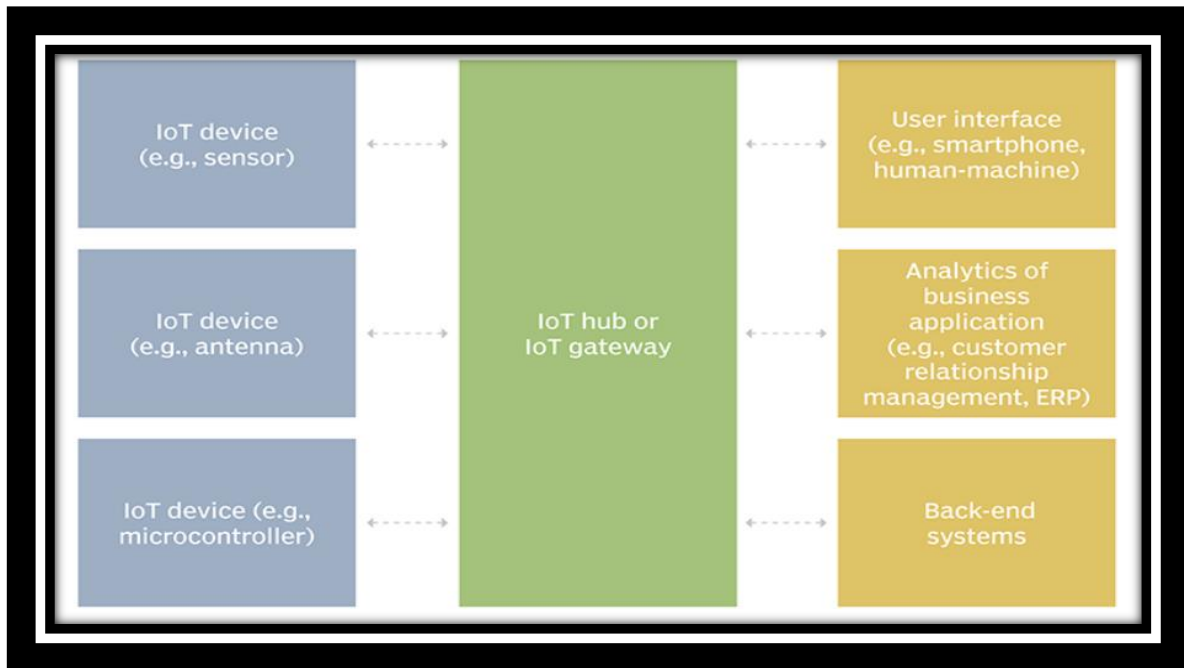 IoT device
(e.g., sensor)
IoT device
(e.g., antenna)
IoT device (e.g.,
microcontroller)
IoT hub or
IoT gateway
User interface
(e.g., smartphone,
human-machine)
Analytics of
business
application
(e.g., customer
relationship
management, ERP)
Back-end
systems